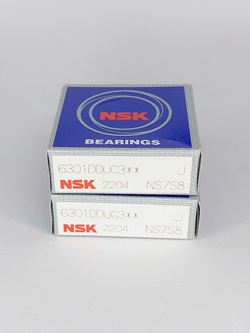 NSK
BEARINGS
6301DDUC3** J
NSK 2204 NS7S8
6301DDUC3** J
NSK 2204 NS7S8